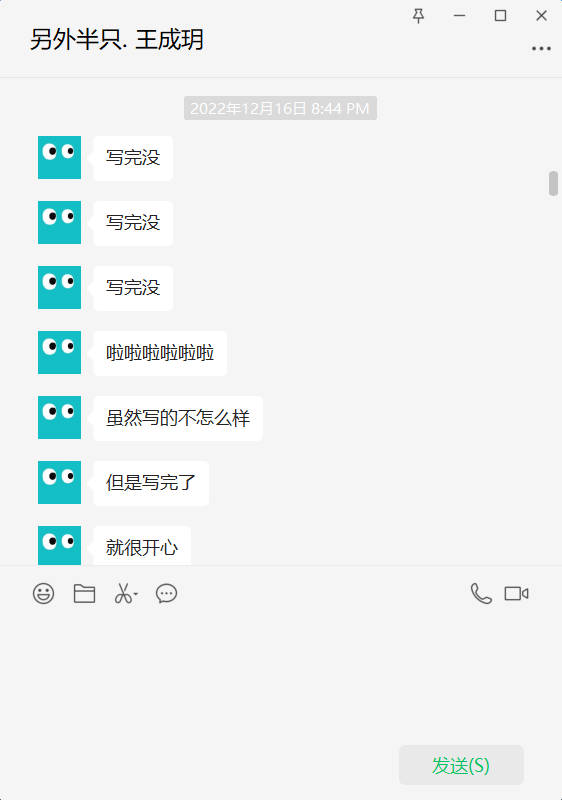 另外半只. 王成玥
2022年12月16日 8:44 PM
写完没
写完没
写完没
啦啦啦啦啦啦
虽然写的不怎么样
但是写完了
就很开心
发送(S)